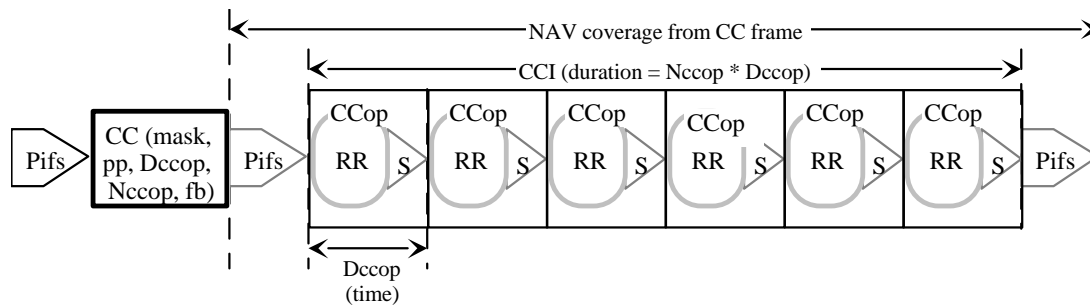 NAV coverage from CC frame
CCI (duration = Nccop * Dccop)
CCop CCop CCop CCop CCop CCop
Pifs
CC (mask,
pp, Dccop,
Nccop, fb)
Pifs
RR S RR S RR S RR S RR S RR S
Pifs
Dccop
(time)